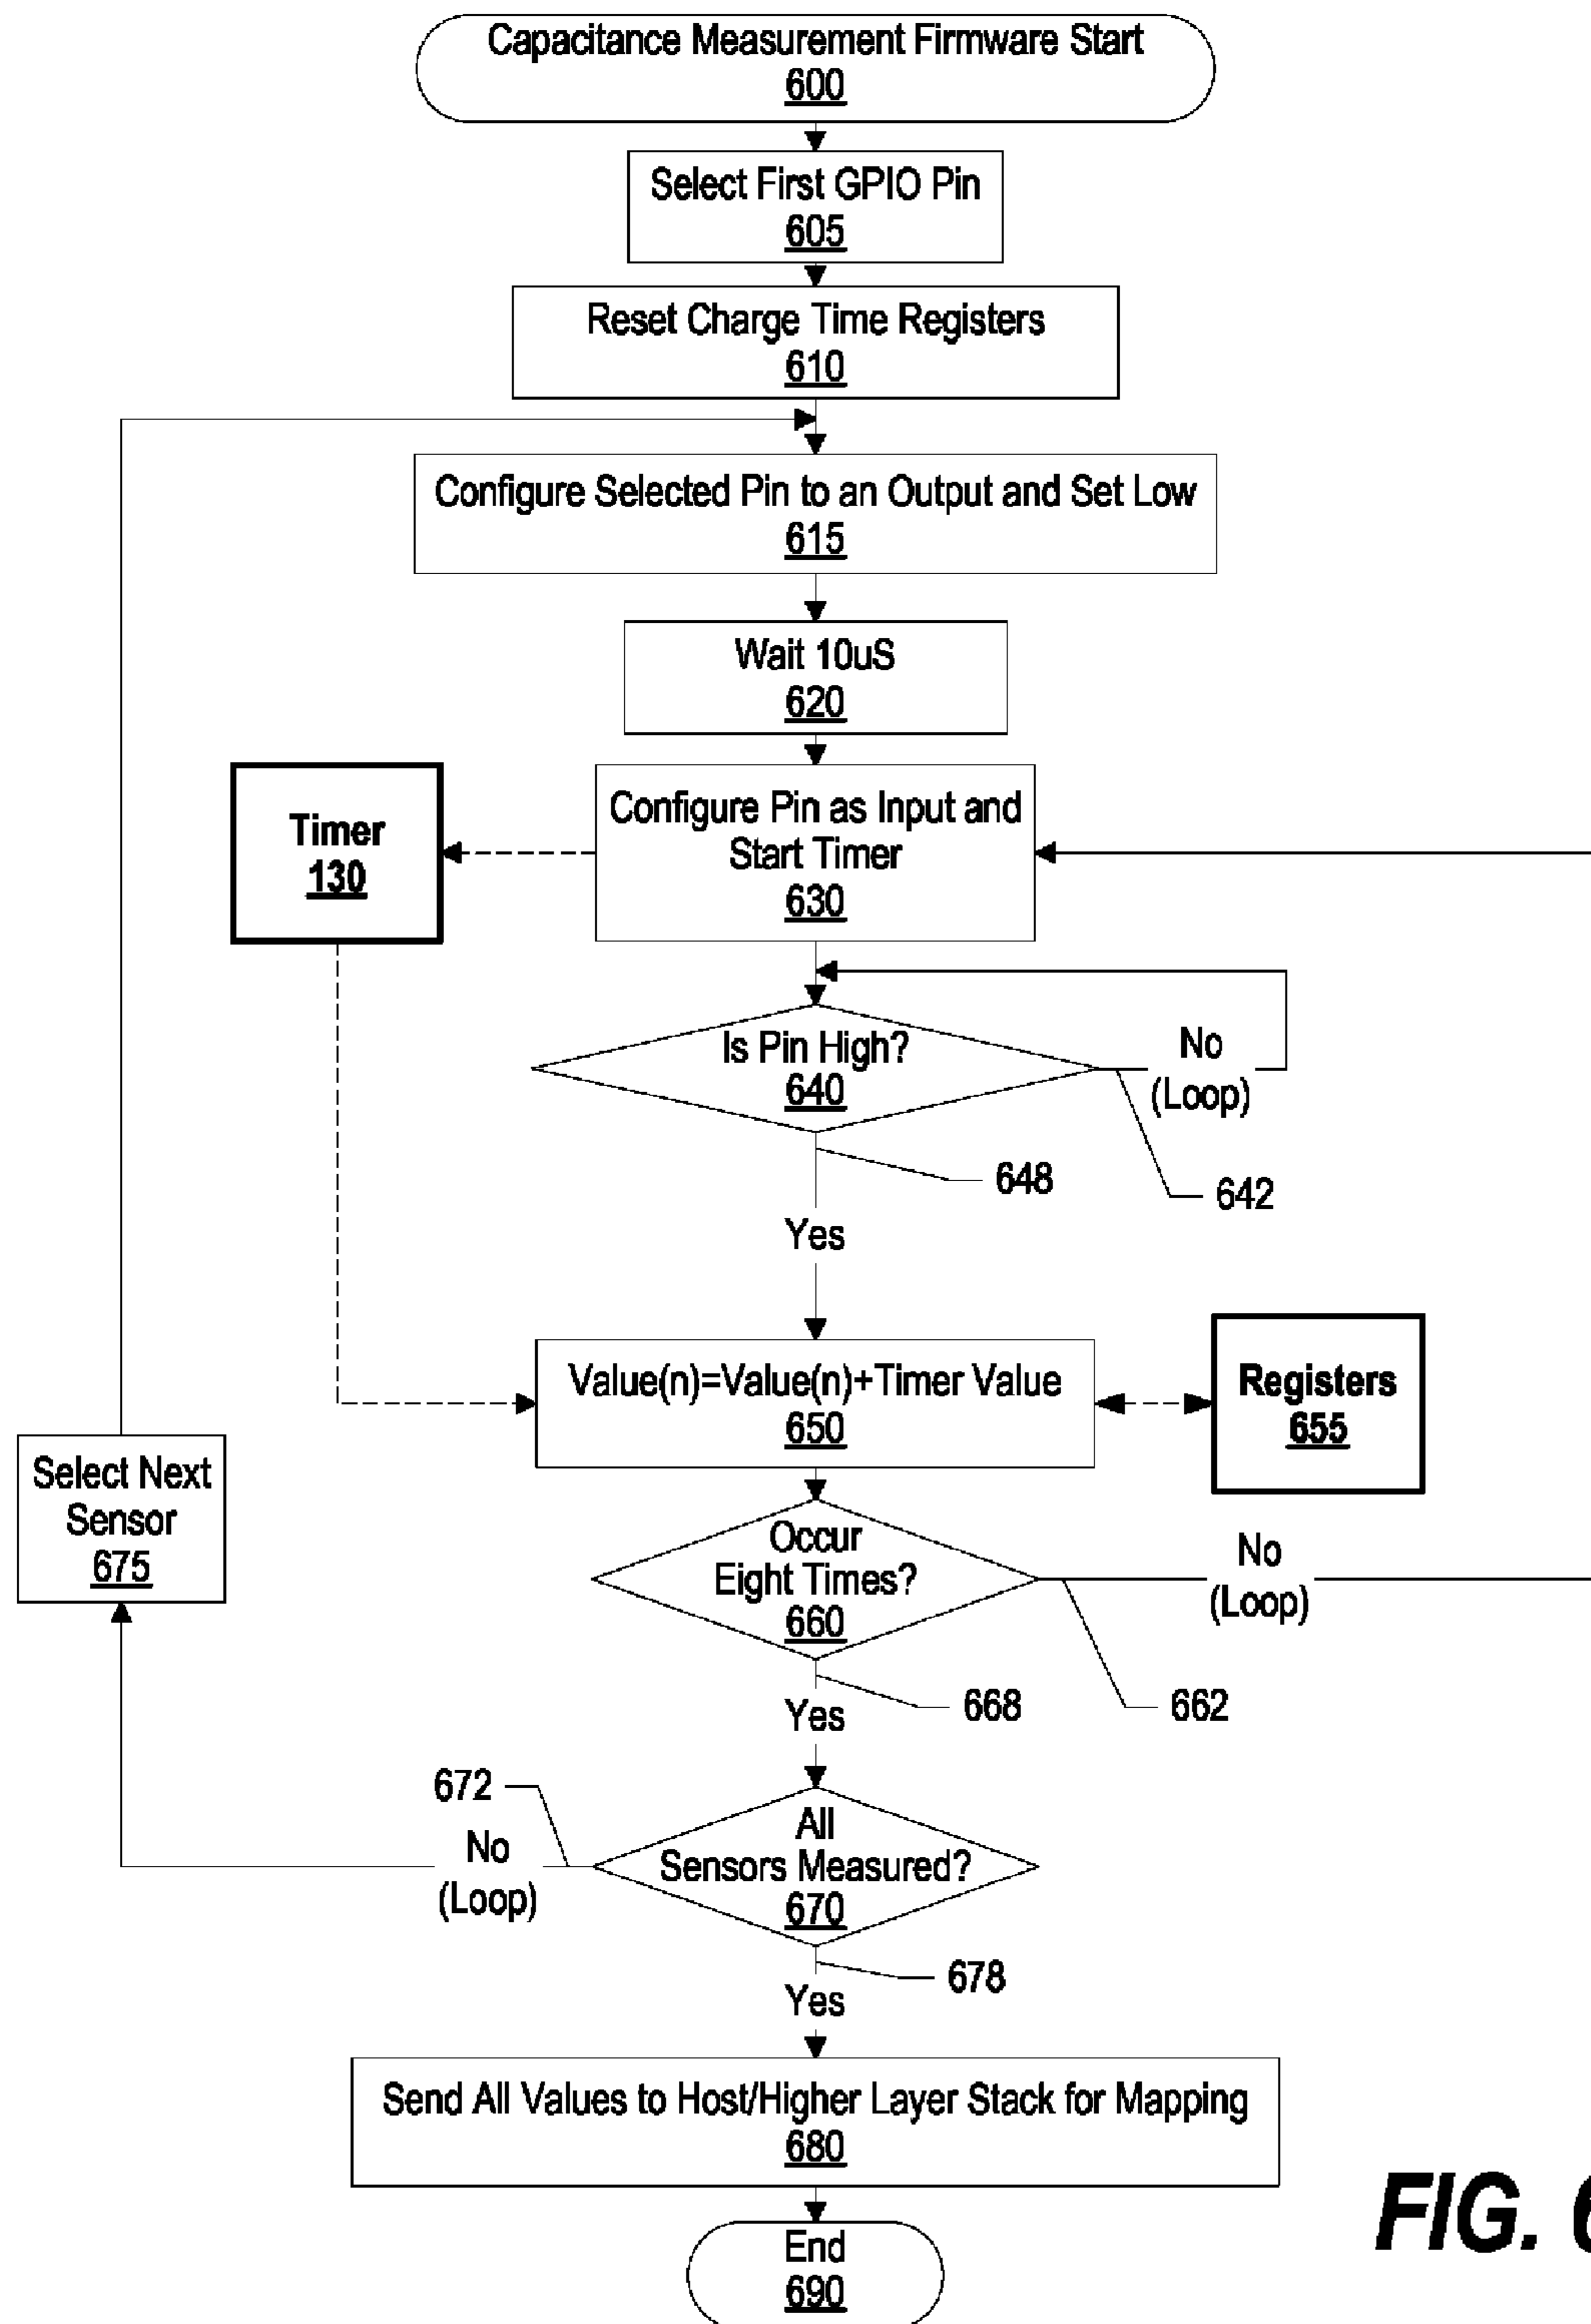 Capacitance Measurement Firmware Start
600
Select First GPIO Pin
605
Reset Charge Time Registers
610
Configure Selected Pin to an Output and Set Low
615
Wait 10uS
620
Timer
130
Configure Pin as Input and
Start Timer
630
Is Pin High?
640
No
(Loop)
648
642
Yes
Value(n)=Value(n)+Timer Value
650
Registers
655
Select Next
Sensor
675
Occur
Eight Times?
660
No
(Loop)
668
662
Yes
672
No
(Loop)
All
Sensors Measured?
670
678
Yes
Send All Values to Host/Higher Layer Stack for Mapping
680
End
690
FIG. 6